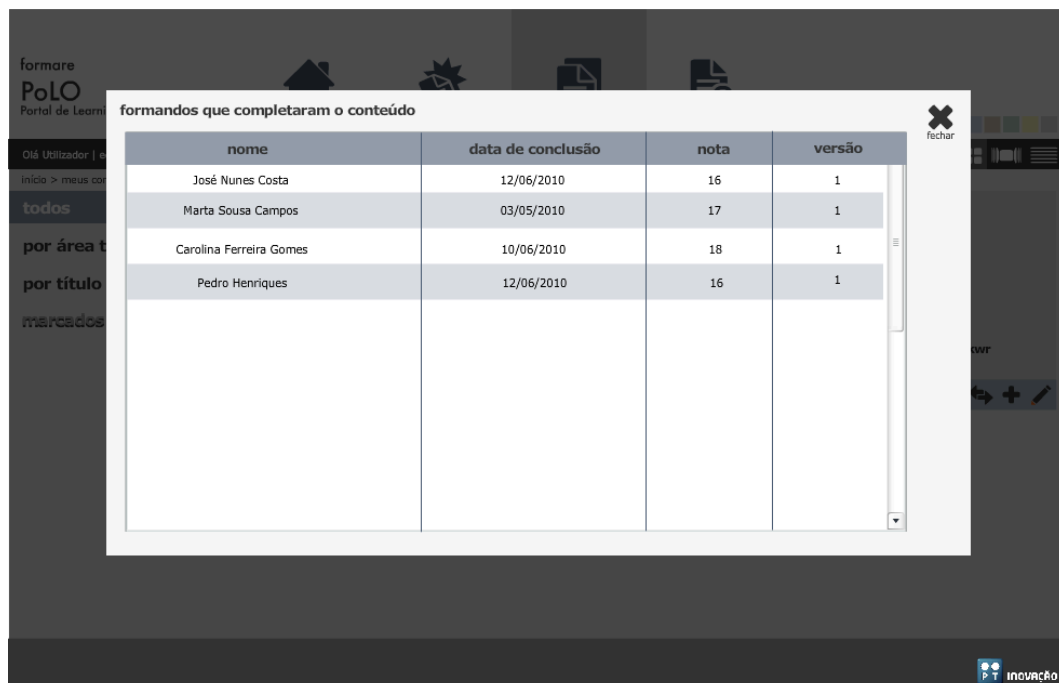 formare
PoLO
Portal de Learni
formandos que completaram o conteúdo
fechar
nome data de conclusão nota versão
José Nunes Costa 12/06/2010 16 1
Marta Sousa Campos 03/05/2010 17 1
Carolina Ferreira Gomes 10/06/2010 18 1
Pedro Henriques 12/06/2010 16 1
Olá Utilizador | e
início > meus con
todos
por área t
por título
marcados
xwr
PT inovação